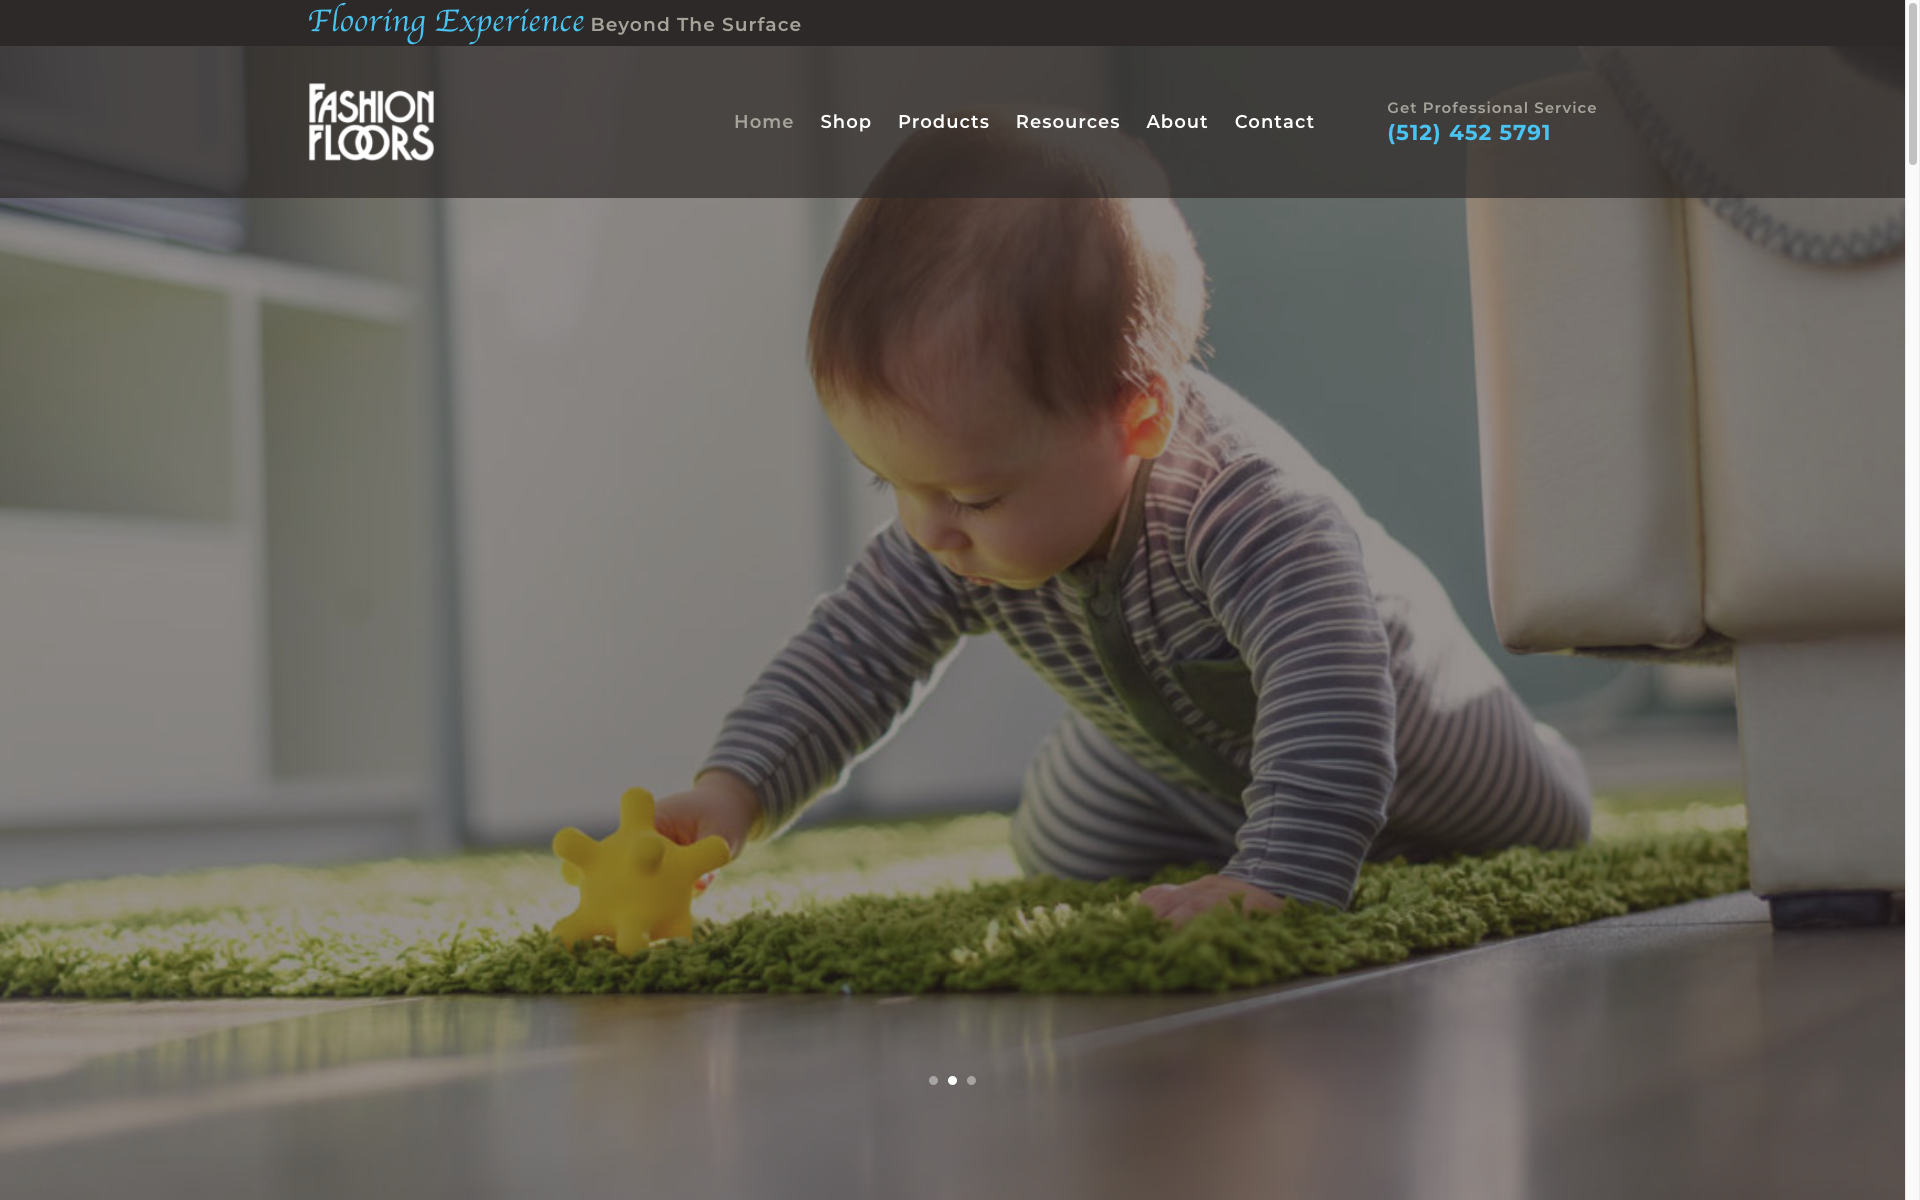 Flooring Experience Beyond The Surface
FASHION
FLOORS
Home Shop Products Resources About Contact
Get Professional Service
(512) 452 5791